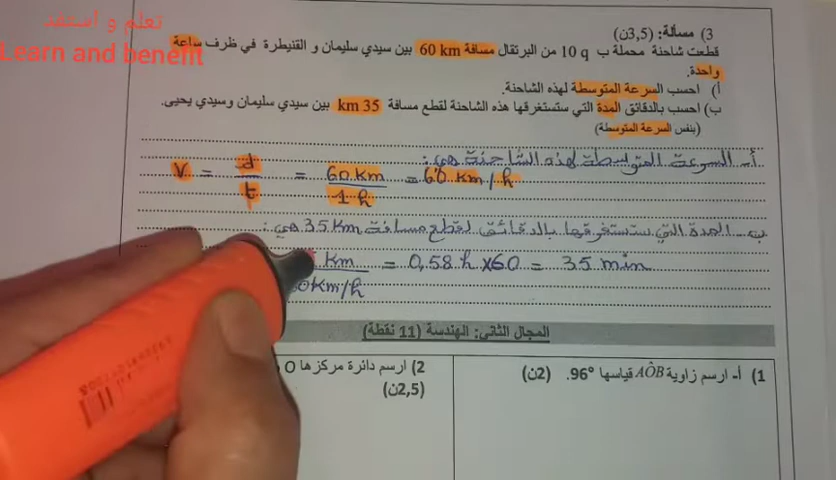 تعلم و أستفد
Learn and benefit
3) مسألة: (3,5ن)
قطعت شاحنة محملة ب 10 q من البرتقال مسافة 60 km بين سيدي سليمان و القنيطرة في ظرف ساعة
واحدة.
أ) احسب السرعة المتوسطة لهذه الشاحنة.
ب) احسب بالدقائق المدة التي ستستغرقها هذه الشاحنة لقطع مسافة 35 km بين سيدي سليمان وسيدي يحيى.
(بنفس السرعة المتوسطة)
أ - السرعة المتوسطة لهذه الشاحنة هي :
V = d / t = 60 km / 1 h = 60 km / h
ب - المدة التي ستستغرقها بالدقائق لقطع مسافة 35 km هي :
km = 0,58 h x 60 = 35 min
0km/h
المجال الثاني: الهندسة (11 نقطة)
1) أ- ارسم زاوية AÔB قياسها 96°. (2ن)
2) ارسم دائرة مركزها O
(2,5ن)